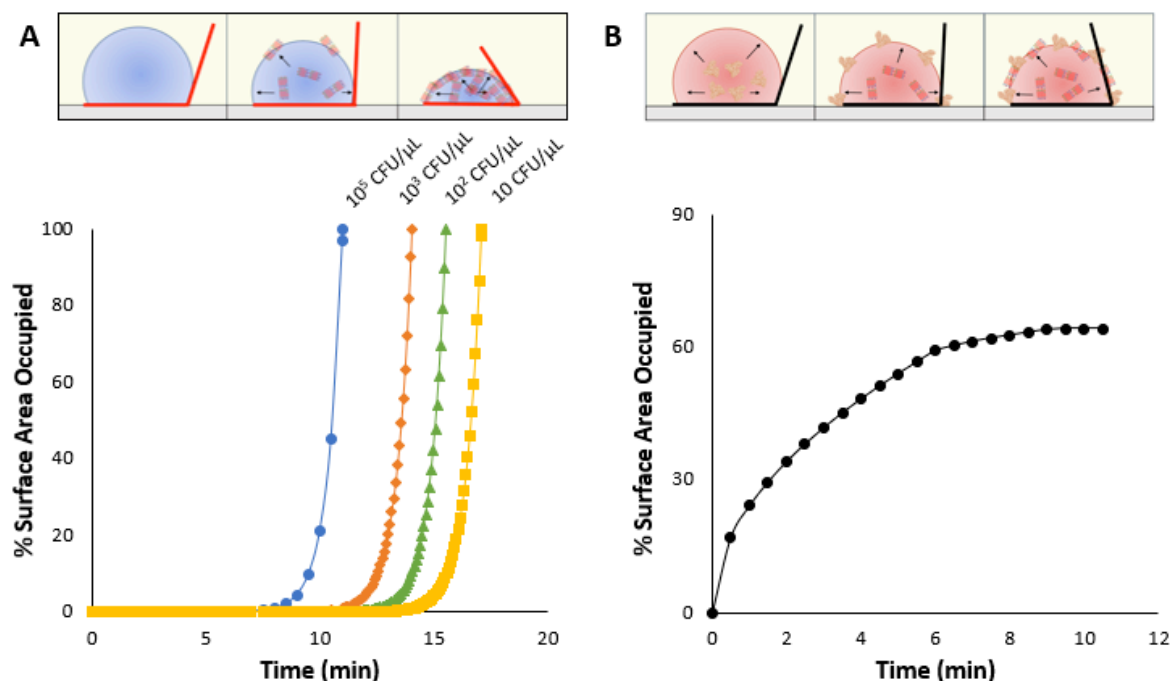 A
B
10⁵ CFU/µL
10³ CFU/µL
10² CFU/µL
10 CFU/µL
100
80
60
40
20
0
% Surface Area Occupied
0 5 10 15 20
Time (min)
90
60
30
0
% Surface Area Occupied
0 2 4 6 8 10 12
Time (min)